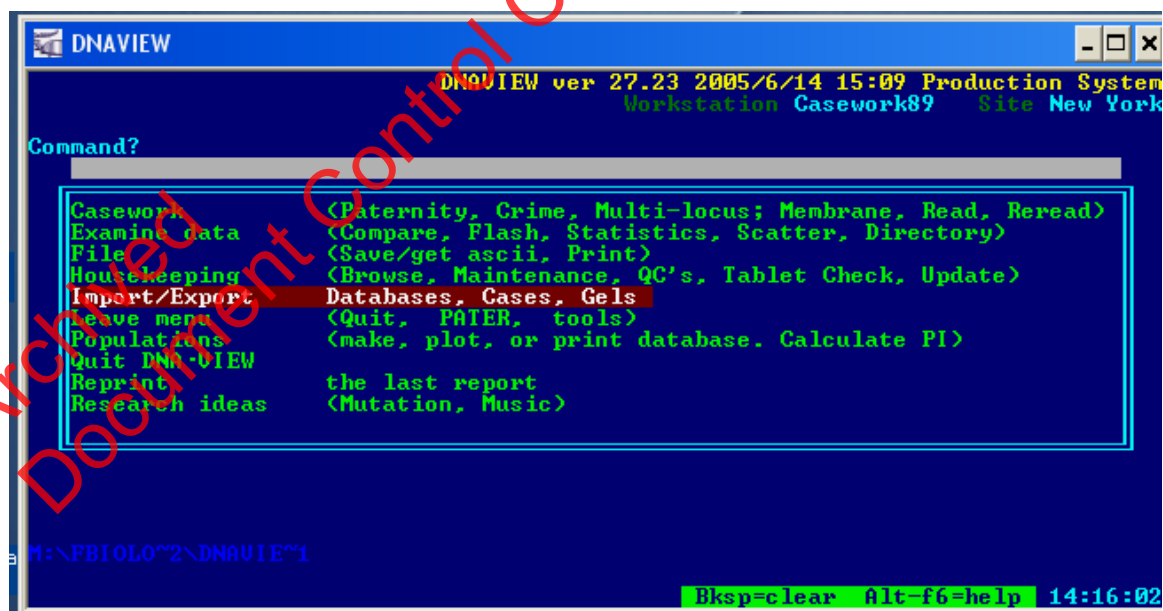 DNAVIEW
DNAVIEW ver 27.23 2005/6/14 15:09 Production System
Workstation Casework89 Site New York
Command?
Casework (Paternity, Crime, Multi-locus; Membrane, Read, Reread)
Examine data (Compare, Flash, Statistics, Scatter, Directory)
File (Save/get ascii, Print)
Housekeeping (Browse, Maintenance, QC's, Tablet Check, Update)
Import/Export Databases, Cases, Gels
Leave menu (Quit, PATER, tools)
Populations (make, plot, or print database. Calculate PI)
Quit DNA·VIEW
Reprint the last report
Research ideas (Mutation, Music)
M:\FBIOLO~2\DNAVIE~1
Bksp=clear Alt-f6=help 14:16:02
Archived
Document Control